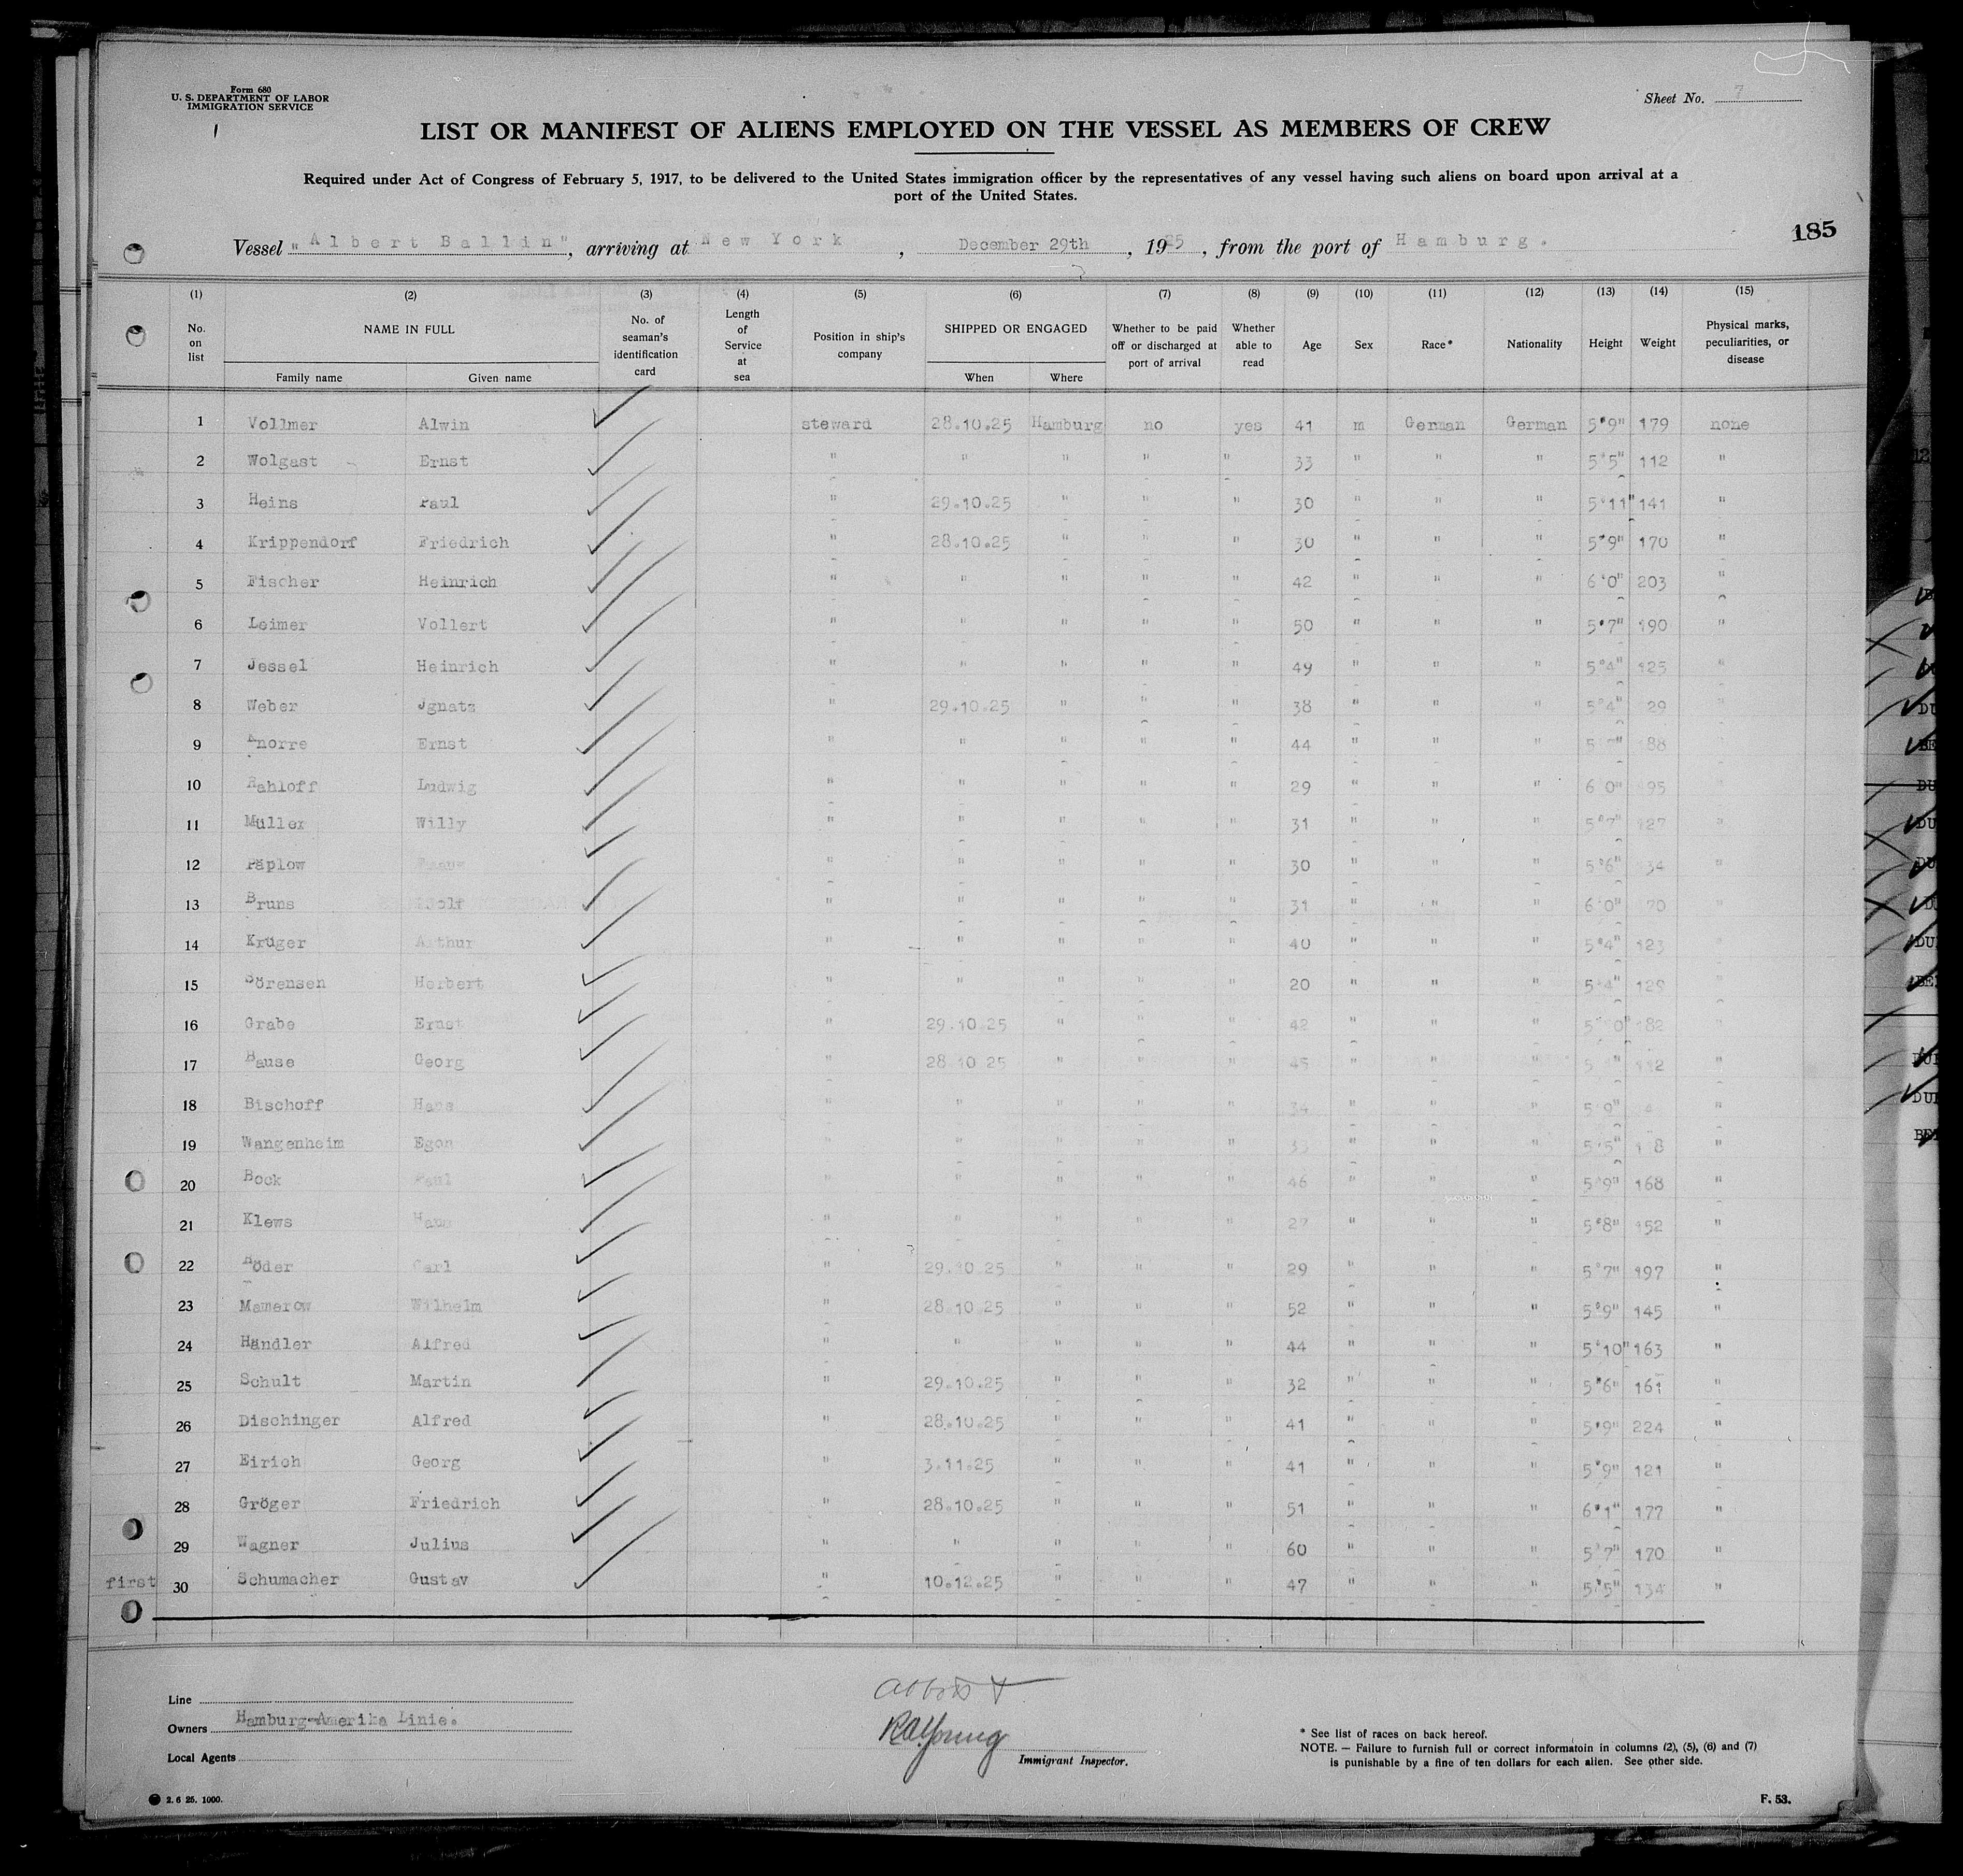 Form 680
U. S. DEPARTMENT OF LABOR
IMMIGRATION SERVICE
Sheet No. 7
LIST OR MANIFEST OF ALIENS EMPLOYED ON THE VESSEL AS MEMBERS OF CREW
Required under Act of Congress of February 5, 1917, to be delivered to the United States immigration officer by the representatives of any vessel having such aliens on board upon arrival at a
port of the United States.
185
Vessel "Albert Ballin", arriving at New York, December 29th, 1925, from the port of Hamburg.
(1) (2) (3) (4) (5) (6) (7) (8) (9) (10) (11) (12) (13) (14) (15)
No. on list NAME IN FULL Family name Given name No. of seaman's identification card Length of Service at sea Position in ship's company SHIPPED OR ENGAGED When Where Whether to be paid off or discharged at port of arrival Whether able to read Age Sex Race* Nationality Height Weight Physical marks, peculiarities, or disease
1 Vollmer Alwin steward 28.10.25 Hamburg no yes 41 m German German 5'9" 179 none
2 Wolgast Ernst " " " " " 33 " " " 5'5" 112 "
3 Heins Paul " 29.10.25 " " " 30 " " " 5'11" 141 "
4 Krippendorf Friedrich " 28.10.25 " " " 30 " " " 5'9" 170 "
5 Fischer Heinrich " " " " " 42 " " " 6'0" 203 "
6 Leimer Vollert " " " " " 50 " " " 5'7" 190 "
7 Jessel Heinrich " " " " " 49 " " " 5'4" 125 "
8 Weber Jgnatz " 29.10.25 " " " 38 " " " 5'4" "
9 Knorre Ernst " " " " " 44 " " " "
10 Rahloff Ludwig " " " " " 29 " " " 6'0" "
11 Müller Willy " " " " " 31 " " " 5'7" 127 "
12 Päplow " " " " " 30 " " " 5'6" "
13 Bruns " " " " " 31 " " " 6'0" "
14 Krüger Arthur " " " " " 40 " " " 5'4" 123 "
15 Sörensen Herbert " " " " " 20 " " " 5'4" "
16 Grabe Ernst " 29.10.25 " " " 42 " " " 182 "
17 Bause Georg " 28 10 25 " " " 45 " " " "
18 Bischoff Hans " " " " " 34 " " " 5'9" "
19 Wangenheim Egon " " " " " " " " 5'5" "
20 Bock Paul " " " " " 46 " " " 5'9" 168 "
21 Klews Hans " " " " " 27 " " " 5'8" 152 "
22 Röder Carl " 29.10.25 " " " 29 " " " 5'7" 197 "
23 Mamerow Wilhelm " 28.10.25 " " " 52 " " " 5'9" 145 "
24 Händler Alfred " " " " " 44 " " " 5'10" 163 "
25 Schult Martin " 29.10.25 " " " 32 " " " 5'6" 161 "
26 Dischinger Alfred " 28.10.25 " " " 41 " " " 5'9" 224 "
27 Eirich Georg " 3.11.25 " " " 41 " " " 5'9" 121 "
28 Gröger Friedrich " 28.10.25 " " " 51 " " " 6'1" 177 "
29 Wagner Julius " " " " " 60 " " " 5'7" 170 "
first 30 Schumacher Gustav " 10.12.25 " " " 47 " " " 5'5" 134 "
Line
Owners Hamburg-Amerika Linie.
Local Agents
R.A. Young
Immigrant Inspector.
* See list of races on back hereof.
NOTE. — Failure to furnish full or correct informatoin in columns (2), (5), (6) and (7)
is punishable by a fine of ten dollars for each alien. See other side.
2. 6 25. 1000.
F. 53.